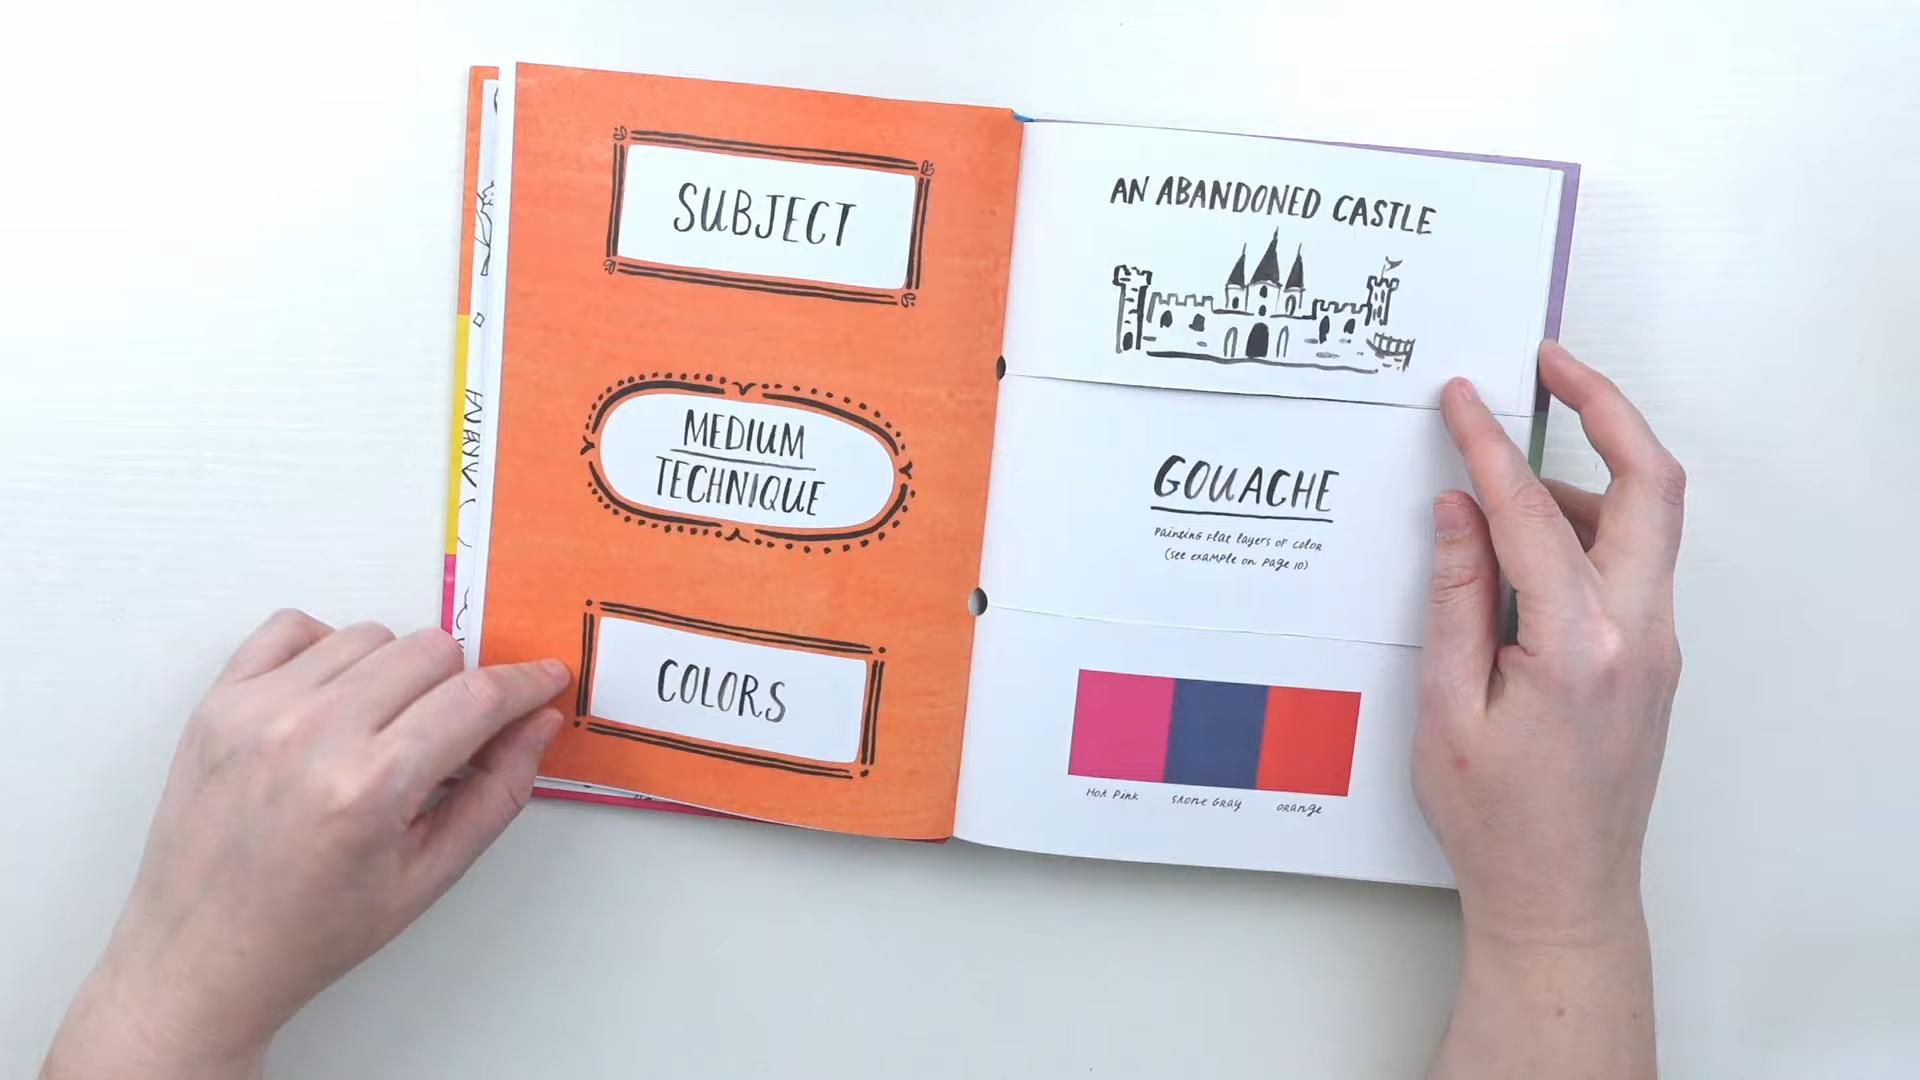 SUBJECT
MEDIUM
TECHNIQUE
COLORS
AN ABANDONED CASTLE
GOUACHE
Painting flat layers of color
(see example on page 10)
Hot Pink
Stone Gray
Orange